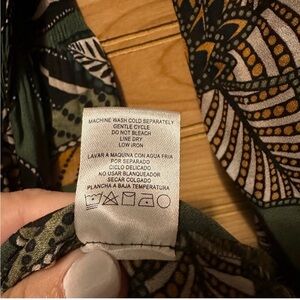 MACHINE WASH COLD SEPARATELY
GENTLE CYCLE
DO NOT BLEACH
LINE DRY
LOW IRON
LAVAR A MAQUINA CON AGUA FRIA
POR SEPARADO
CICLO DELICADO
NO USAR BLANQUEADOR
SECAR COLGADO
PLANCHA A BAJA TEMPERATURA